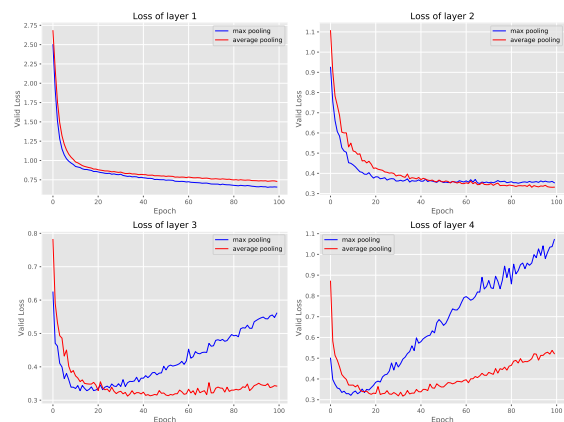 Loss of layer 1
2.75
2.50
2.25
2.00
1.75
1.50
1.25
1.00
0.75
Valid Loss
max pooling
average pooling
0 20 40 60 80 100
Epoch
Loss of layer 2
1.1
1.0
0.9
0.8
0.7
0.6
0.5
0.4
0.3
Valid Loss
max pooling
average pooling
0 20 40 60 80 100
Epoch
Loss of layer 3
0.8
0.7
0.6
0.5
0.4
0.3
Valid Loss
max pooling
average pooling
0 20 40 60 80 100
Epoch
Loss of layer 4
1.1
1.0
0.9
0.8
0.7
0.6
0.5
0.4
0.3
Valid Loss
max pooling
average pooling
0 20 40 60 80 100
Epoch